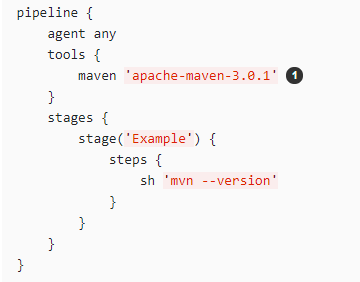 pipeline {
    agent any
    tools {
        maven 'apache-maven-3.0.1' 1
    }
    stages {
        stage('Example') {
            steps {
                sh 'mvn --version'
            }
        }
    }
}